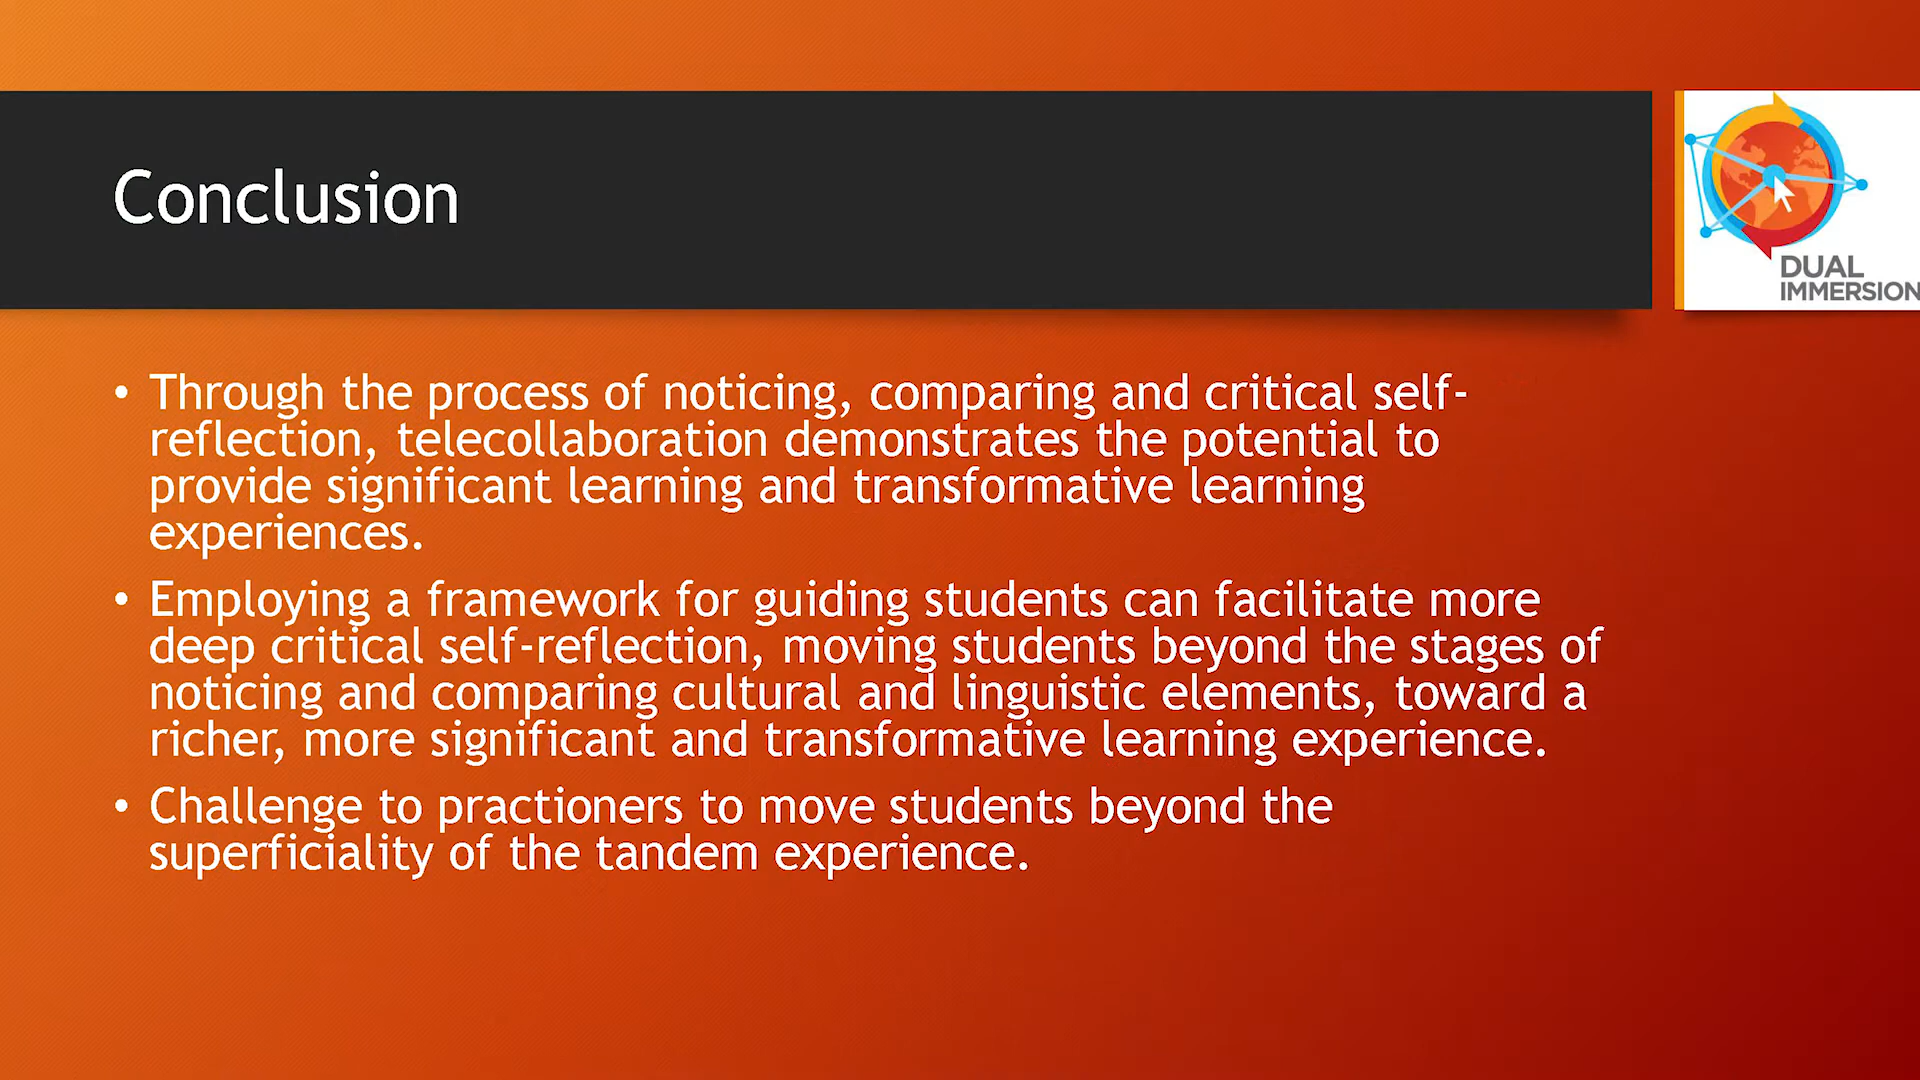 Conclusion
DUAL
IMMERSION
• Through the process of noticing, comparing and critical self-
reflection, telecollaboration demonstrates the potential to
provide significant learning and transformative learning
experiences.
• Employing a framework for guiding students can facilitate more
deep critical self-reflection, moving students beyond the stages of
noticing and comparing cultural and linguistic elements, toward a
richer, more significant and transformative learning experience.
• Challenge to practioners to move students beyond the
superficiality of the tandem experience.